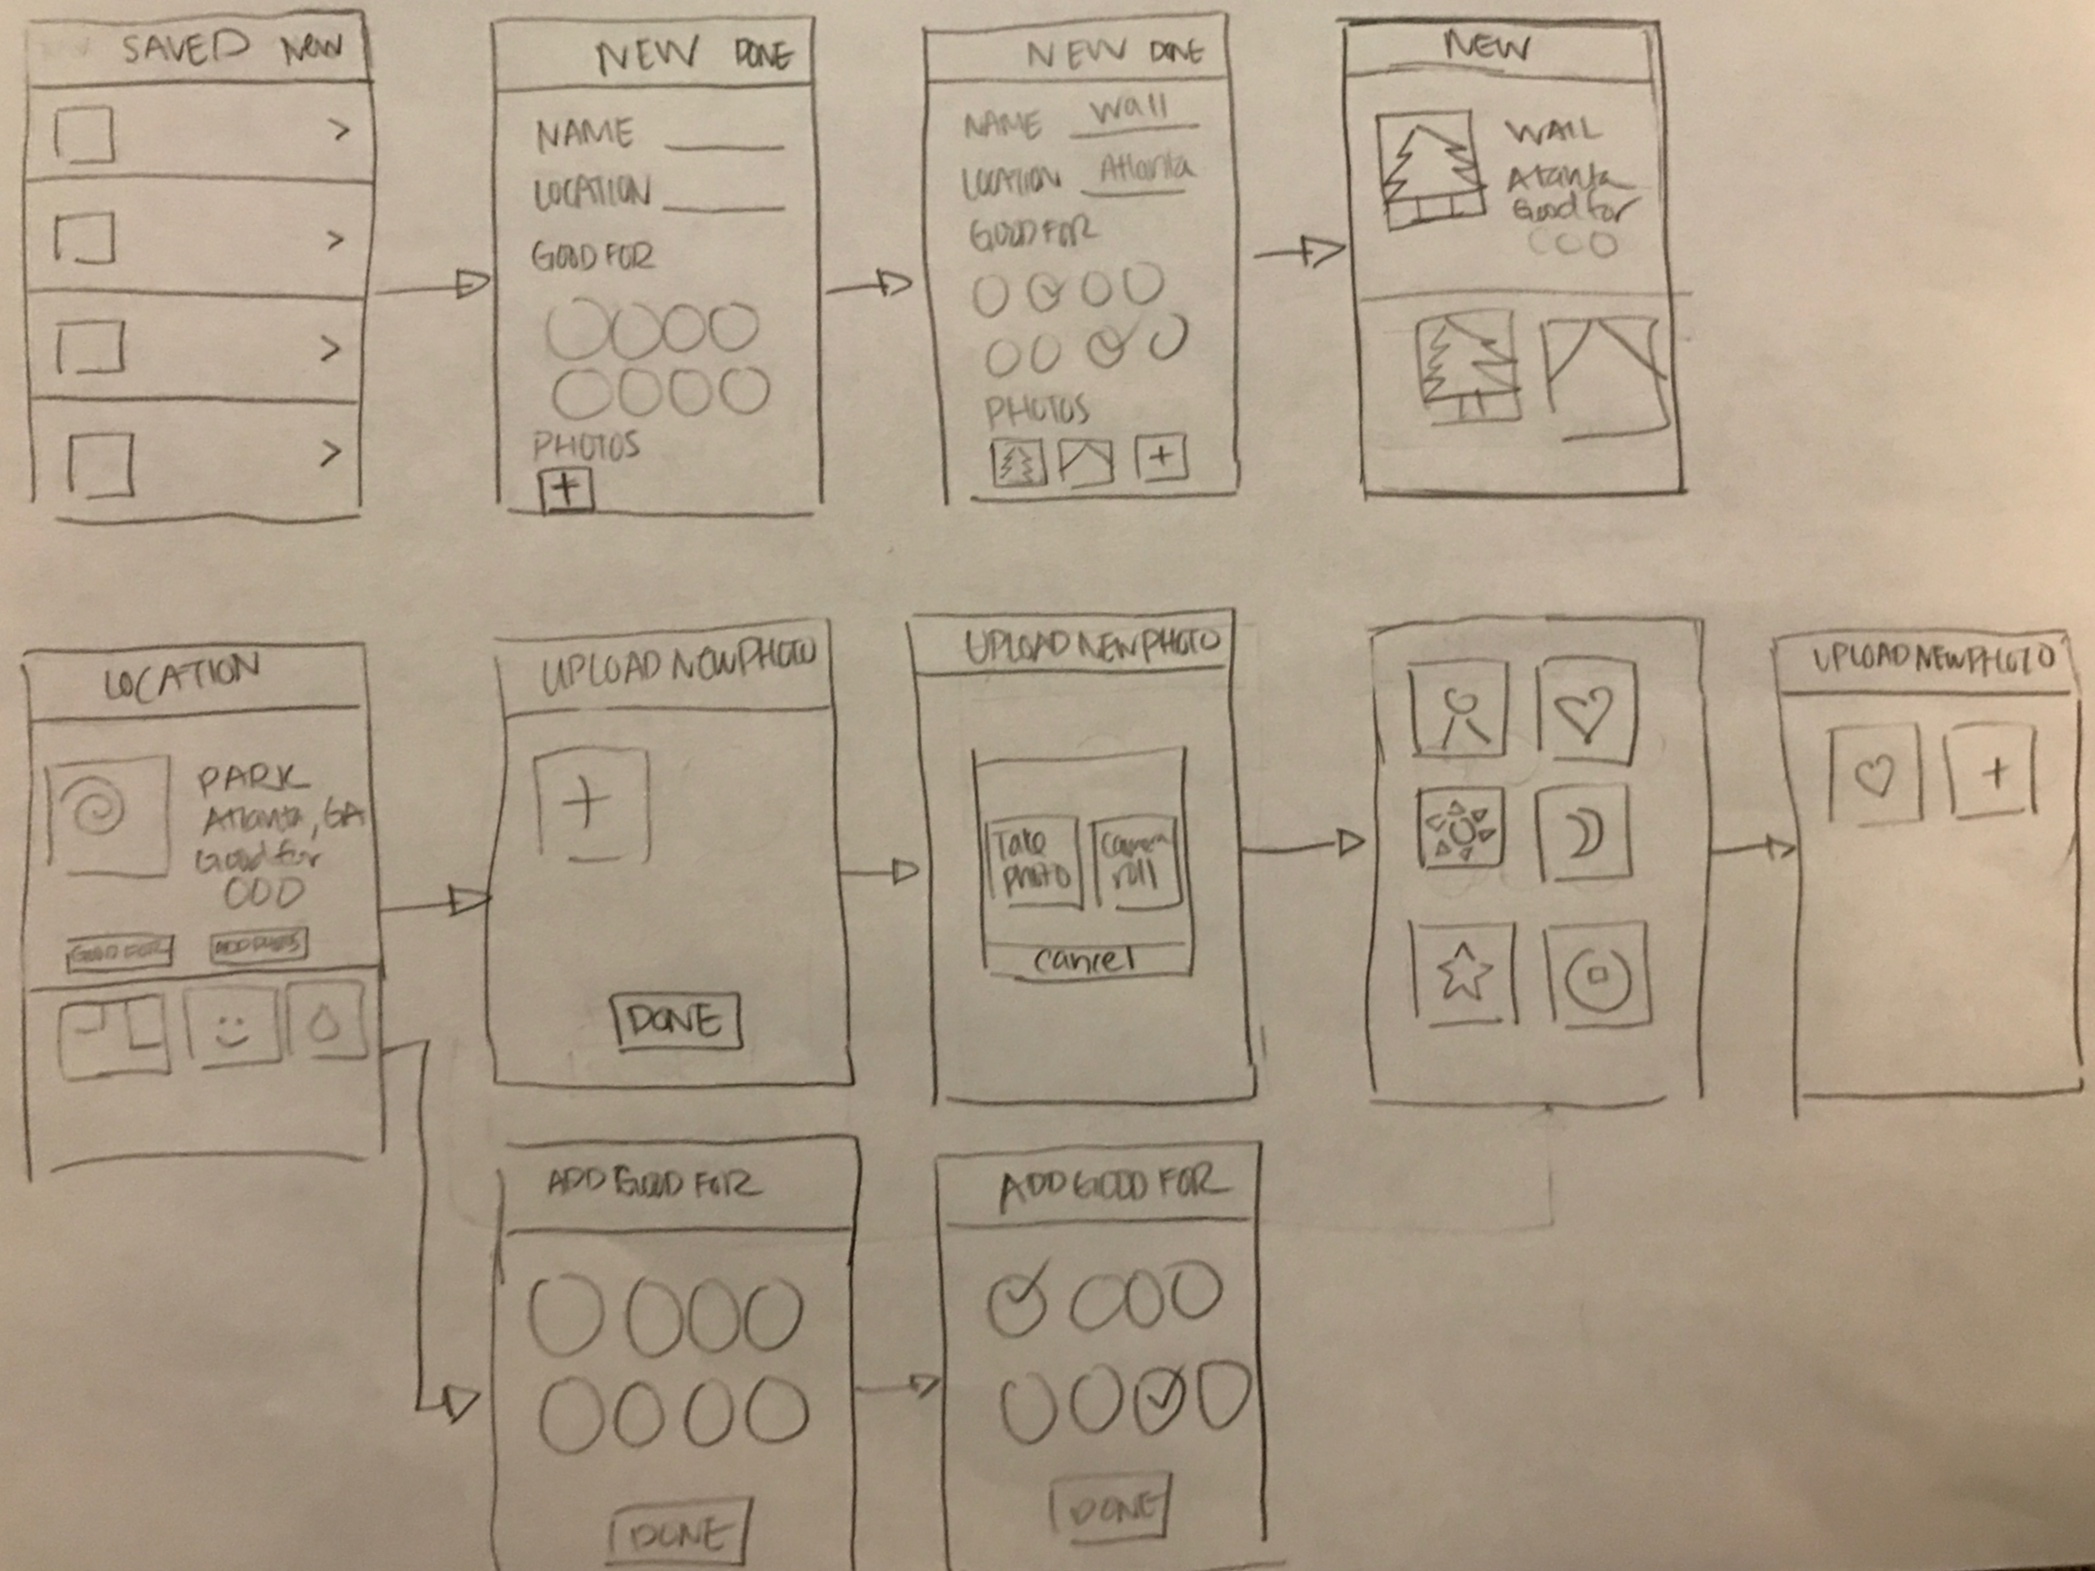 SAVED NEW
NEW DONE
NAME
LOCATION
GOOD FOR
PHOTOS
+
NEW DONE
NAME Wall
LOCATION Atlanta
GOOD FOR
PHOTOS
+
NEW
WALL
Atanta
Good for
LOCATION
PARK
Atlanta, GA
Good for
GOOD FOR ADD PHOTOS
UPLOAD NEW PHOTO
+
DONE
UPLOAD NEW PHOTO
Take photo
Camera roll
Cancel
UPLOAD NEW PHOTO
+
ADD GOOD FOR
DONE
ADD GOOD FOR
DONE